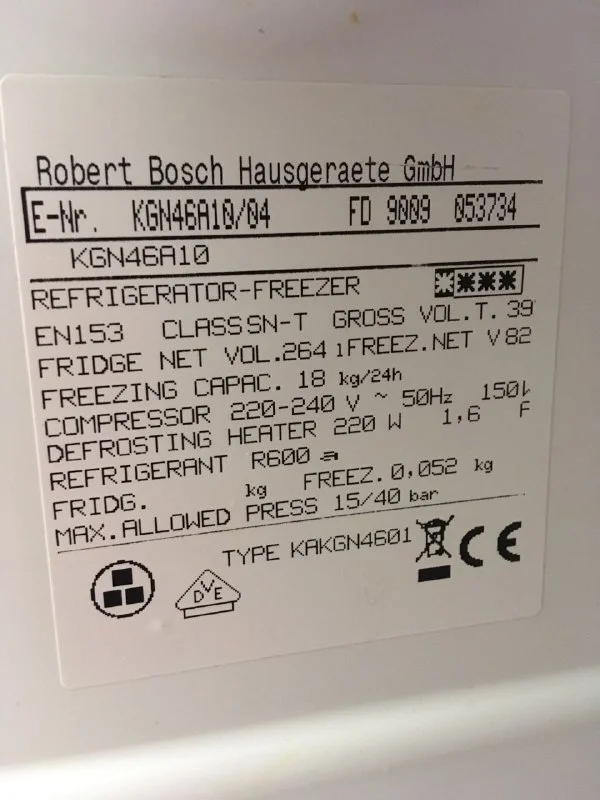 Robert Bosch Hausgeraete GmbH
E-Nr. KGN46A10/04 FD 9009 053734
KGN46A10
REFRIGERATOR-FREEZER
EN153 CLASS SN-T GROSS VOL.T. 39
FRIDGE NET VOL.264 l FREEZ.NET V 82
FREEZING CAPAC. 18 kg/24h
COMPRESSOR 220-240 V ~ 50Hz 150
DEFROSTING HEATER 220 W 1,6 F
REFRIGERANT R600 a
FRIDG. kg FREEZ. 0,052 kg
MAX.ALLOWED PRESS 15/40 bar
TYPE KAKGN4601 CE
DVE